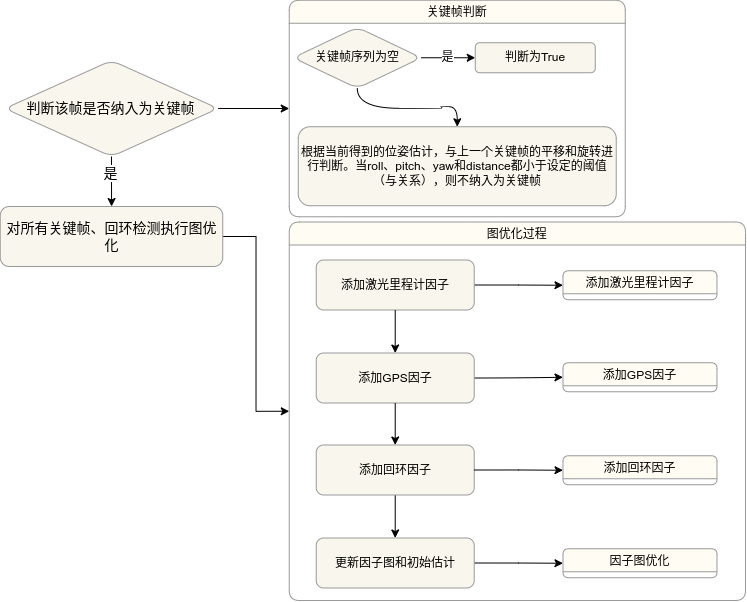 关键帧判断
关键帧序列为空
是
判断为True
判断该帧是否纳入为关键帧
根据当前得到的位姿估计，与上一个关键帧的平移和旋转进
行判断。当roll、pitch、yaw和distance都小于设定的阈值
（与关系），则不纳入为关键帧
是
对所有关键帧、回环检测执行图优
化
图优化过程
添加激光里程计因子
添加激光里程计因子
添加GPS因子
添加GPS因子
添加回环因子
添加回环因子
更新因子图和初始估计
因子图优化